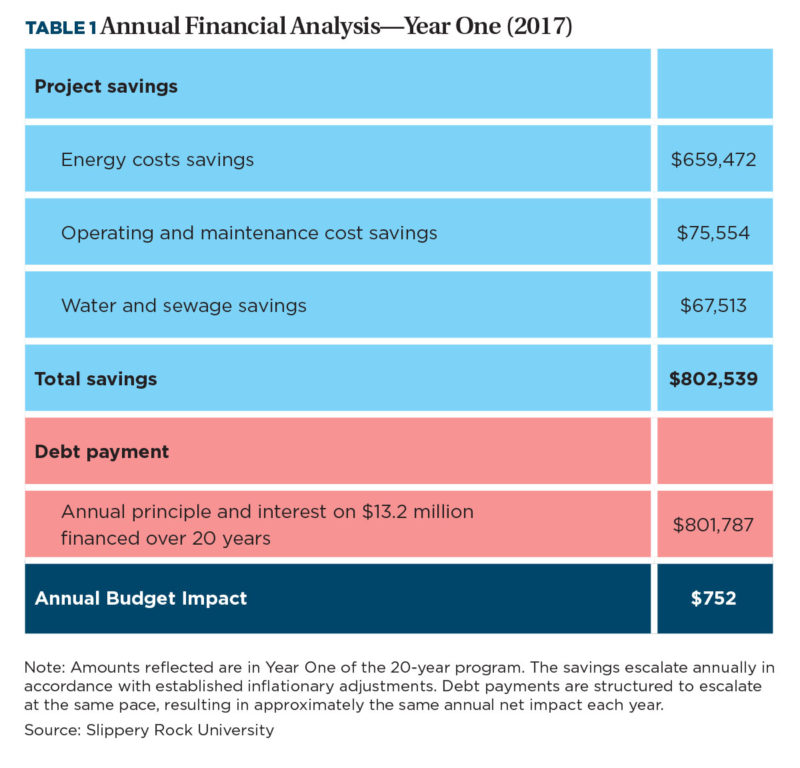 TABLE 1 Annual Financial Analysis—Year One (2017)
Project savings
Energy costs savings $659,472
Operating and maintenance cost savings $75,554
Water and sewage savings $67,513
Total savings $802,539
Debt payment
Annual principle and interest on $13.2 million
financed over 20 years $801,787
Annual Budget Impact $752
Note: Amounts reflected are in Year One of the 20-year program. The savings escalate annually in
accordance with established inflationary adjustments. Debt payments are structured to escalate
at the same pace, resulting in approximately the same annual net impact each year.
Source: Slippery Rock University